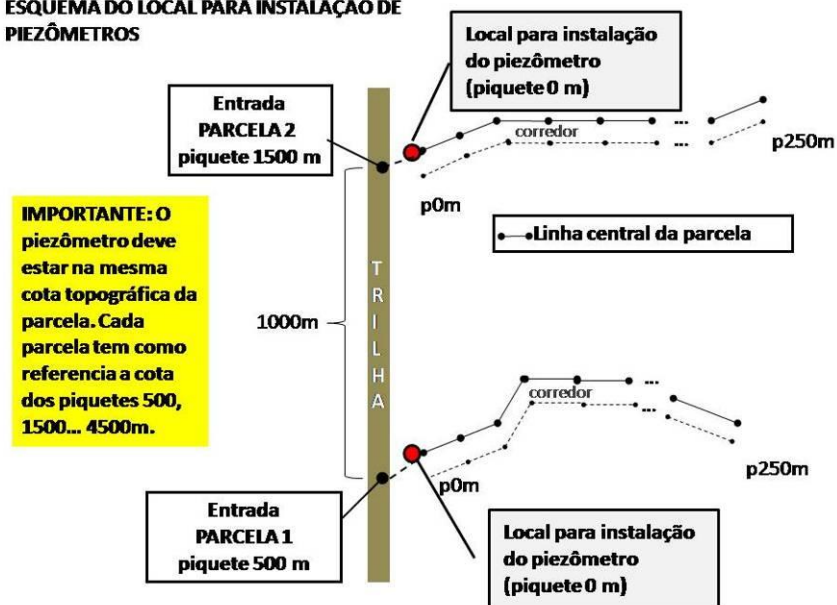 ESQUEMA DO LOCAL PARA INSTALAÇÃO DE
PIEZÔMETROS
Local para instalação
do piezômetro
(piquete 0 m)
Entrada
PARCELA 2
piquete 1500 m
corredor
...
p250m
p0m
IMPORTANTE: O
piezômetro deve
estar na mesma
cota topográfica da
parcela. Cada
parcela tem como
referencia a cota
dos piquetes 500,
1500... 4500m.
Linha central da parcela
TRILHA
1000m
corredor
...
...
p250m
p0m
Entrada
PARCELA 1
piquete 500 m
Local para instalação
do piezômetro
(piquete 0 m)